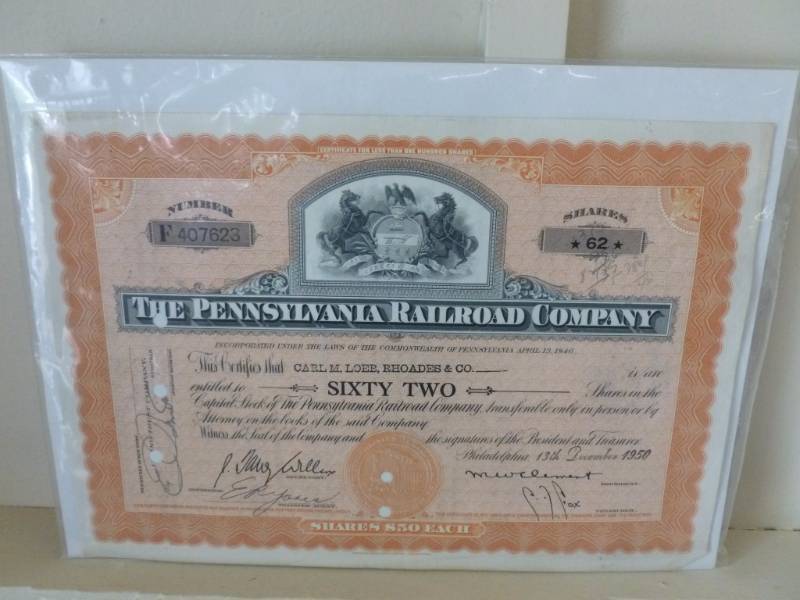 CERTIFICATE FOR LESS THAN ONE HUNDRED SHARES
NUMBER
F 407623
SHARES
★ 62 ★
THE PENNSYLVANIA RAILROAD COMPANY
INCORPORATED UNDER THE LAWS OF THE COMMONWEALTH OF PENNSYLVANIA APRIL 13, 1846.
This Certifies that CARL M. LOEB, RHOADES & CO. is/are
entitled to SIXTY TWO Shares in the
Capital Stock of The Pennsylvania Railroad Company, transferable only in person or by
Attorney on the books of the said Company.
Witness the Seal of the Company and the signatures of the President and Treasurer
Philadelphia 13th December 1950
M W Clement
SHARES $50 EACH